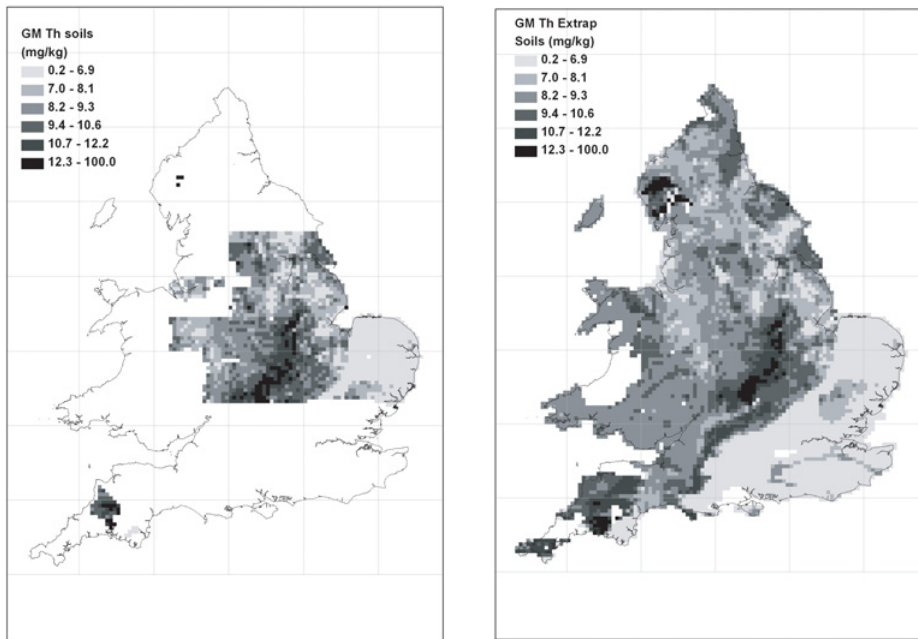 GM Th soils
(mg/kg)
0.2 - 6.9
7.0 - 8.1
8.2 - 9.3
9.4 - 10.6
10.7 - 12.2
12.3 - 100.0
GM Th Extrap
Soils (mg/kg)
0.2 - 6.9
7.0 - 8.1
8.2 - 9.3
9.4 - 10.6
10.7 - 12.2
12.3 - 100.0